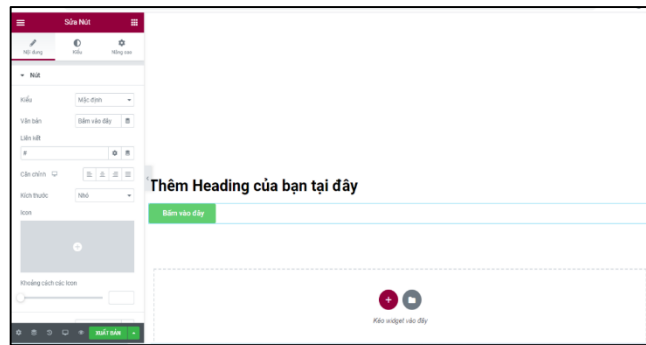 Sửa Nút
Nội dung
Kiểu
Nâng cao
Nút
Kiểu
Mặc định
Văn bản
Bấm vào đây
Liên kết
#
Căn chỉnh
Kích thước
Nhỏ
Icon
Khoảng cách các icon
XUẤT BẢN
Thêm Heading của bạn tại đây
Bấm vào đây
Kéo widget vào đây